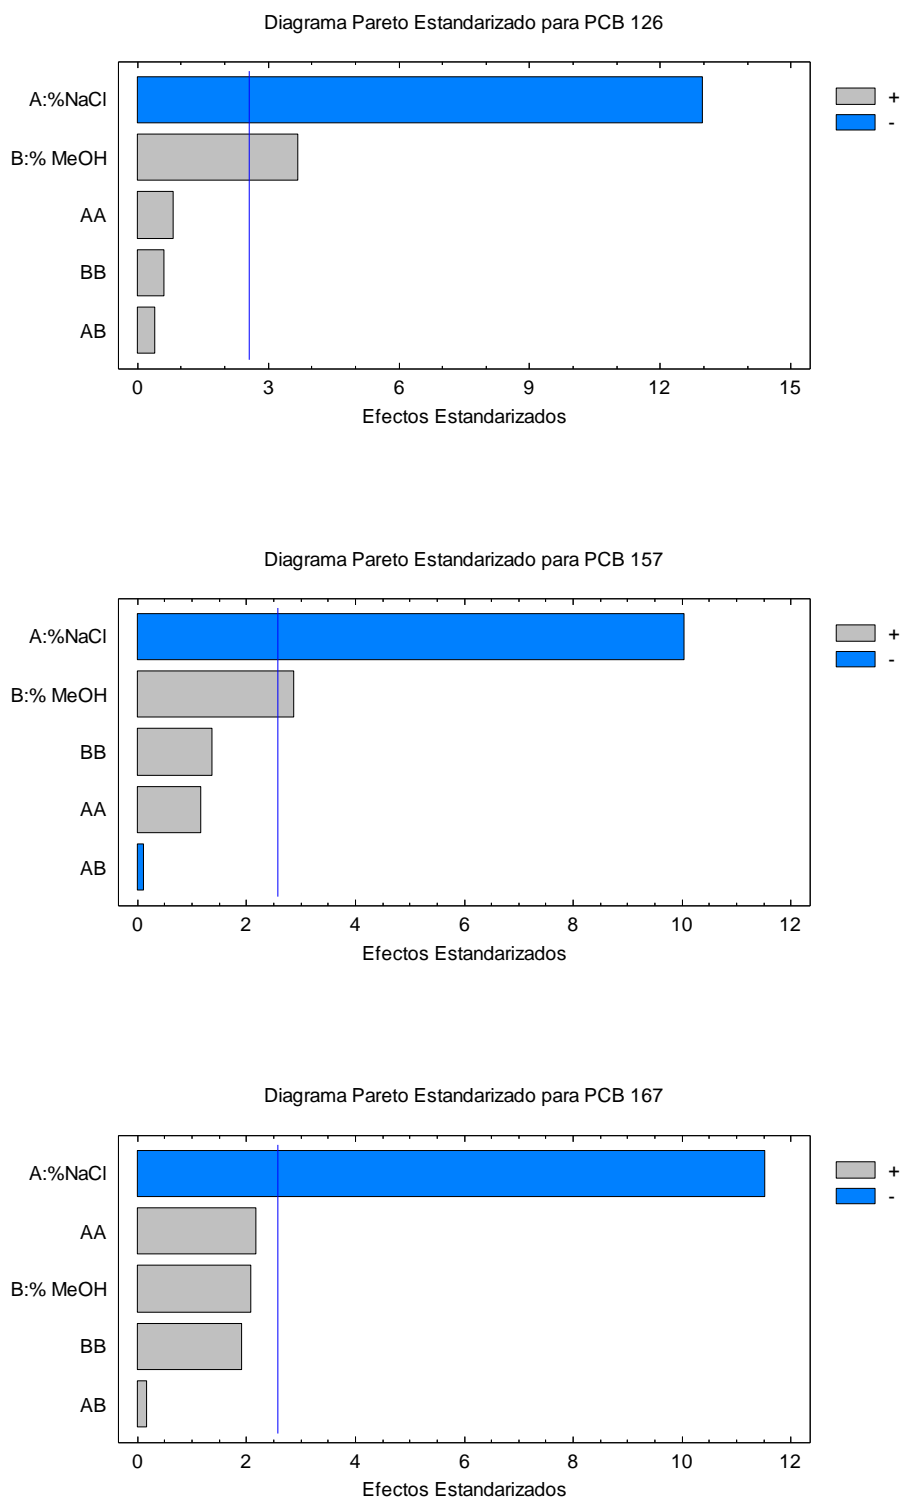 Diagrama Pareto Estandarizado para PCB 126
A:%NaCl
B:% MeOH
AA
BB
AB
0 3 6 9 12 15
Efectos Estandarizados
+
-
Diagrama Pareto Estandarizado para PCB 157
A:%NaCl
B:% MeOH
BB
AA
AB
0 2 4 6 8 10 12
Efectos Estandarizados
+
-
Diagrama Pareto Estandarizado para PCB 167
A:%NaCl
AA
B:% MeOH
BB
AB
0 2 4 6 8 10 12
Efectos Estandarizados
+
-